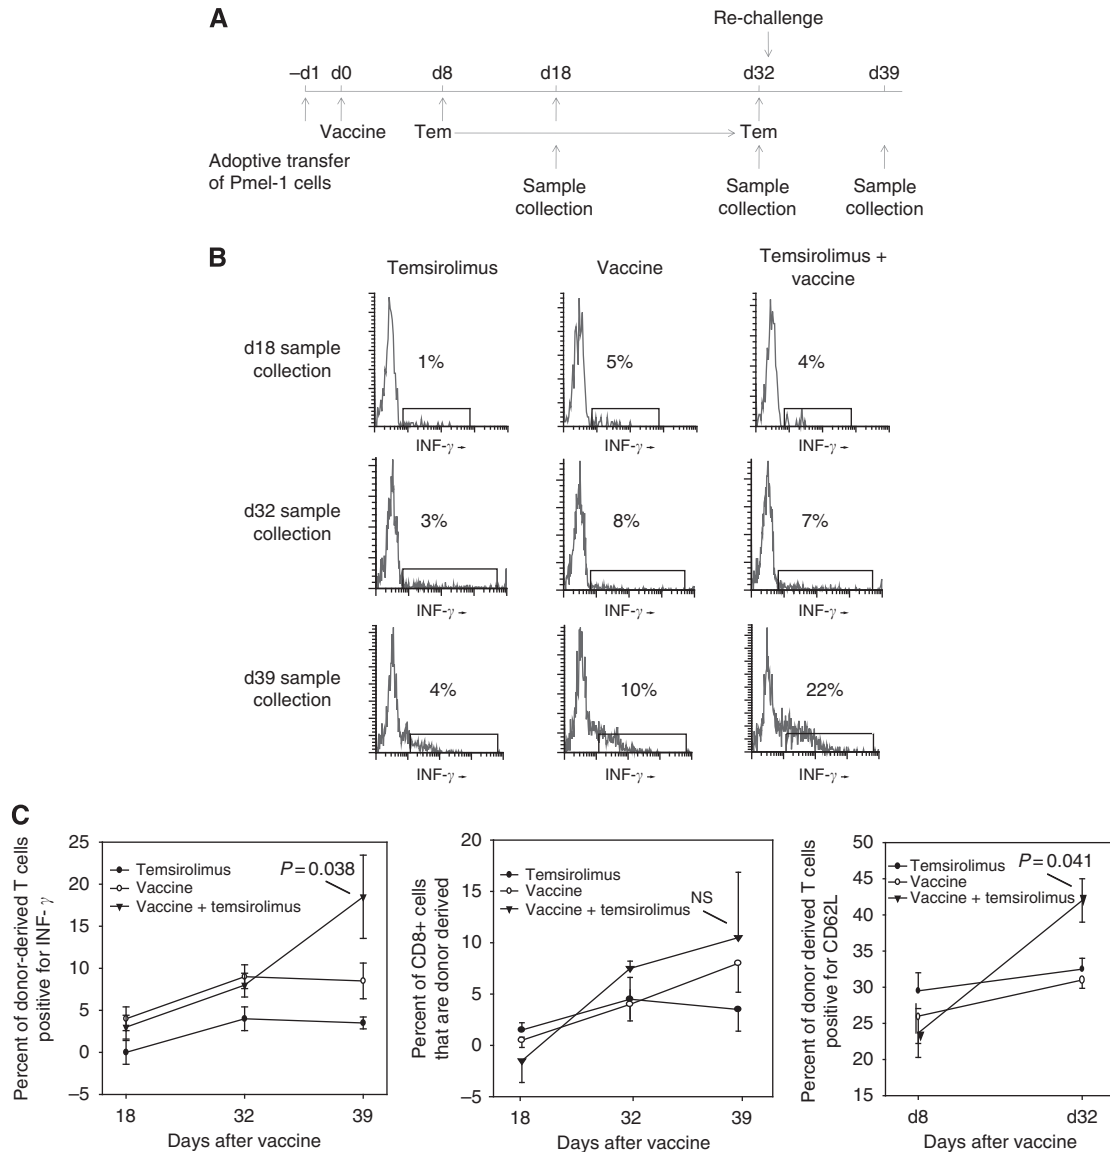 A
Re-challenge
–d1 d0 d8 d18 d32 d39
Vaccine Tem Tem
Adoptive transfer
of Pmel-1 cells
Sample
collection
Sample
collection
Sample
collection
B
Temsirolimus
Vaccine
Temsirolimus +
vaccine
d18 sample
collection
1%
5%
4%
INF-γ
INF-γ
INF-γ
d32 sample
collection
3%
8%
7%
INF-γ
INF-γ
INF-γ
d39 sample
collection
4%
10%
22%
INF-γ
INF-γ
INF-γ
C
Percent of donor-derived T cells
positive for INF- γ
25
20
15
10
5
0
–5
Temsirolimus
Vaccine
Vaccine + temsirolimus
P = 0.038
18 32 39
Days after vaccine
Percent of CD8+ cells
that are donor derived
20
15
10
5
0
–5
Temsirolimus
Vaccine
Vaccine + temsirolimus
NS
18 32 39
Days after vaccine
Percent of donor derived T cells
positive for CD62L
50
45
40
35
30
25
20
15
Temsirolimus
Vaccine
Vaccine + temsirolimus
P = 0.041
d8 d32
Days after vaccine